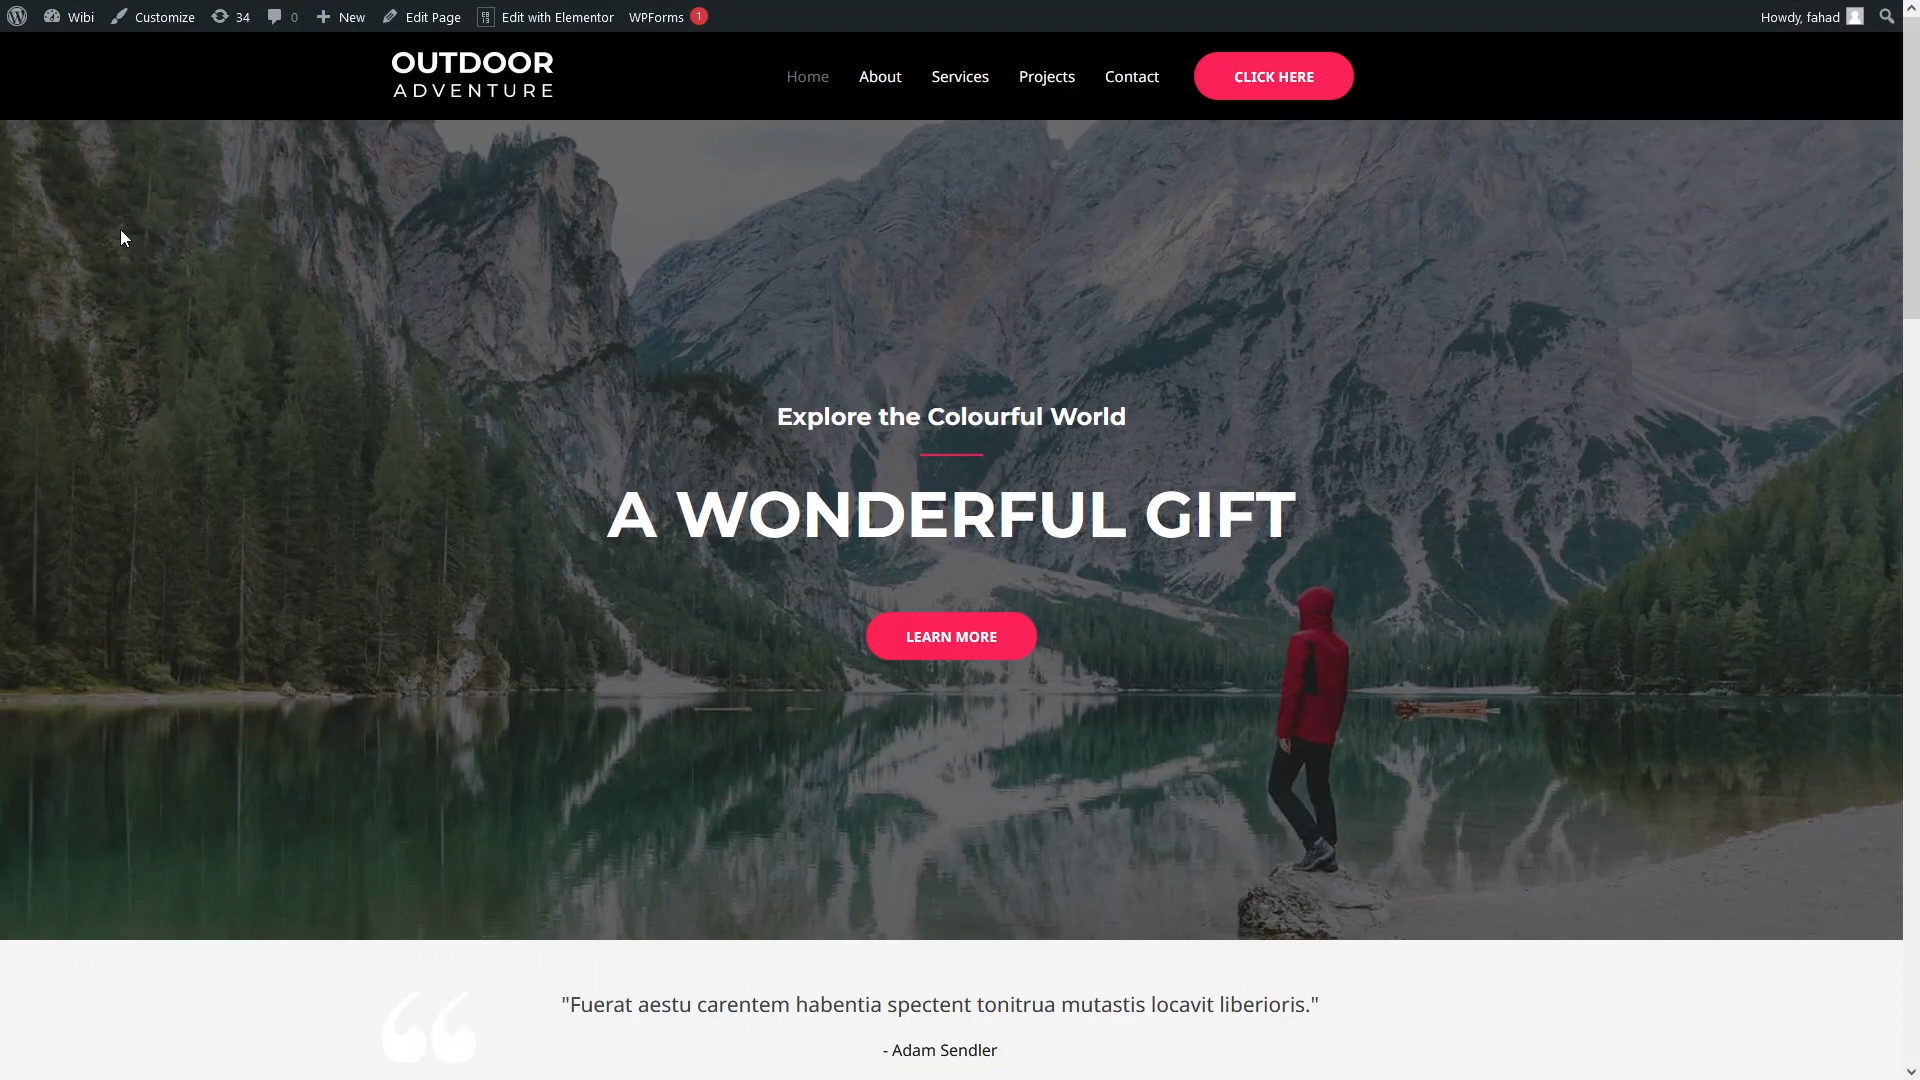 Wibi Customize 34 0 New Edit Page Edit with Elementor WPForms 1 Howdy, fahad
OUTDOOR
ADVENTURE
Home About Services Projects Contact CLICK HERE
Explore the Colourful World
A WONDERFUL GIFT
LEARN MORE
"Fuerat aestu carentem habentia spectent tonitrua mutastis locavit liberioris."
- Adam Sendler